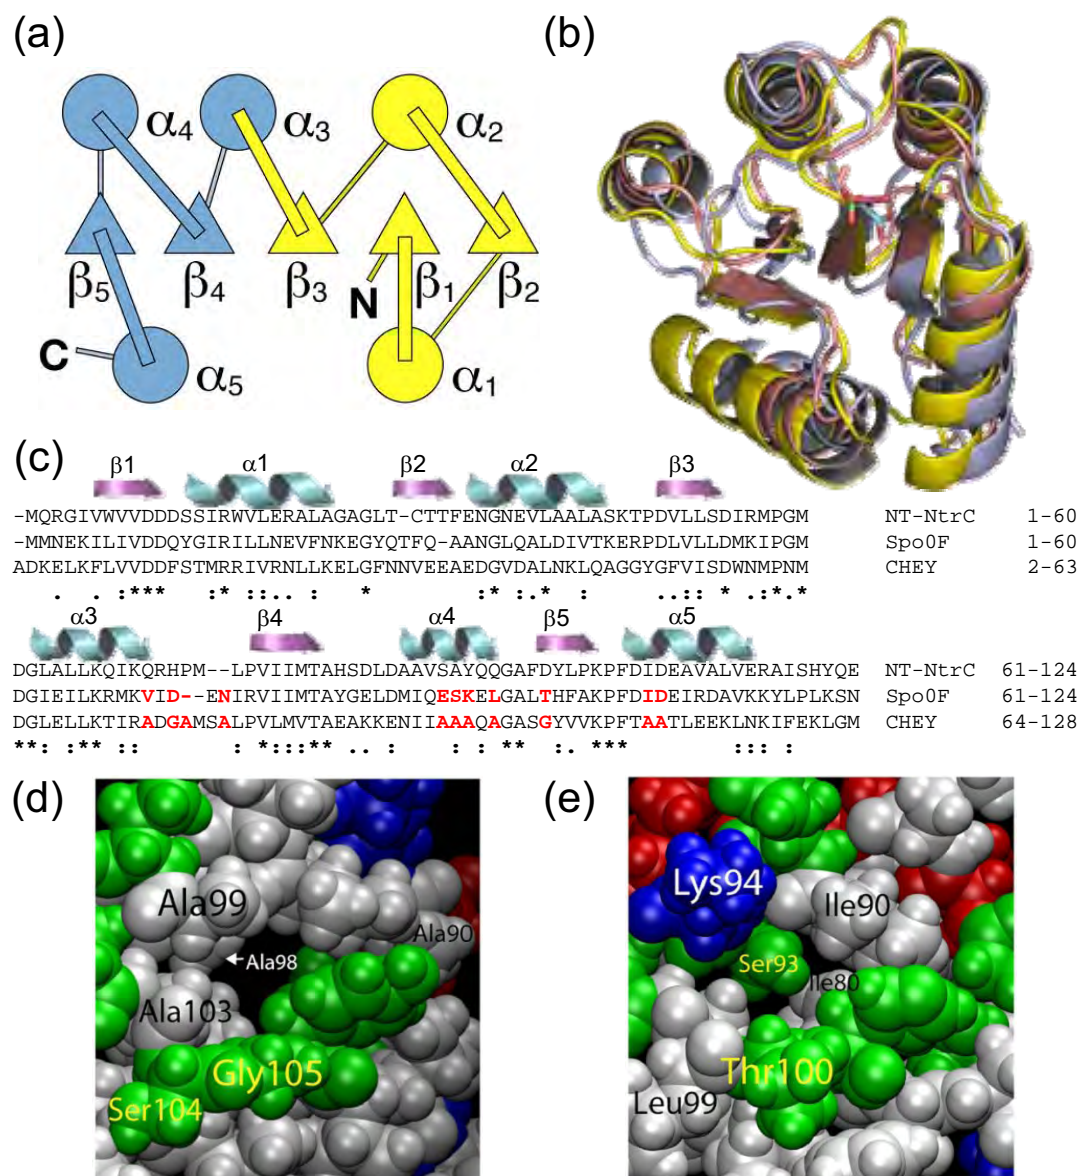 (a)
(b)
α4
α3
α2
β5
β4
β3
N
β1
β2
C
α5
α1
(c)
β1 α1 β2 α2 β3
-MQRGIVWVVDDDSSIRWVLERALAGAGLT-CTTFENGNEVLAALASKTPDVLLSDIRMPGM NT-NtrC 1-60
-MMNEKILIVDDQYGIRILLNEVFNKEGYQTFQ-AANGLQALDIVTKERPDLVLLDMKIPGM Spo0F 1-60
ADKELKFLVVDDFSTMRRIVRNLLKELGFNNVEEAEDGVDALNKLQAGGYGFVISDWNMPNM CHEY 2-63
. . :*** :* ::.. : * :* .* : ..:: * .:*.*
α3 β4 α4 β5 α5
DGLALLKQIKQRHPM--LPVIIMTAHSDLDAAVSAYQQGAFDYLPKPFDIDEAVALVERAISHYQE NT-NtrC 61-124
DGIEILKRMKVID--ENIRVIIMTAYGELDMIQESKELGALTHFAKPFDIDEIRDAVKKYLPLKSN Spo0F 61-124
DGLELLKTIRADGAMSALPVLMVTAEAKKENIIAAAQAGASGYVVKPFTAATLEEKLNKIFEKLGM CHEY 64-128
**: :** :: : *:::** .. : : ** :. *** ::: :
(d)
(e)
Ala99
Ala90
Ala98
Ala103
Gly105
Ser104
Lys94
Ile90
Ser93
Ile80
Thr100
Leu99